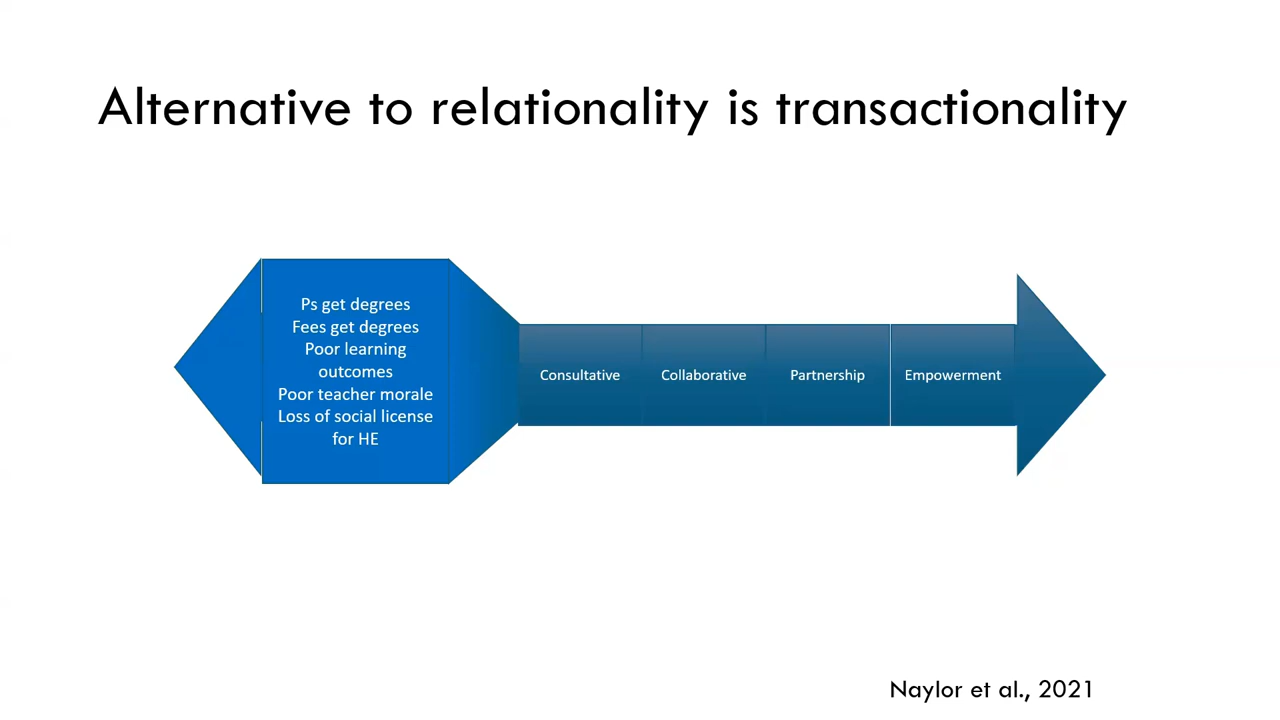 Alternative to relationality is transactionality
Ps get degrees
Fees get degrees
Poor learning
outcomes
Poor teacher morale
Loss of social license
for HE
Consultative
Collaborative
Partnership
Empowerment
Naylor et al., 2021